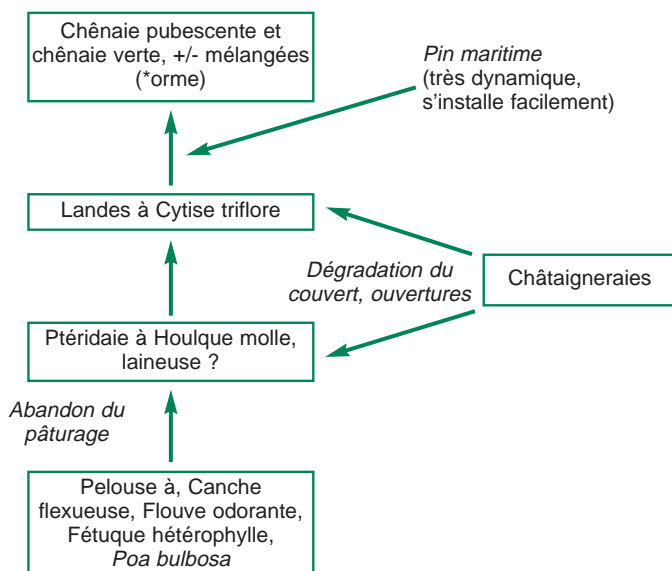 Chênaie pubescente et
chênaie verte, +/- mélangées
(*orme)
Pin maritime
(très dynamique,
s'installe facilement)
Landes à Cytise triflore
Dégradation du
couvert, ouvertures
Châtaigneraies
Ptéridaie à Houlque molle,
laineuse ?
Abandon du
pâturage
Pelouse à, Canche
flexueuse, Flouve odorante,
Fétuque hétérophylle,
Poa bulbosa